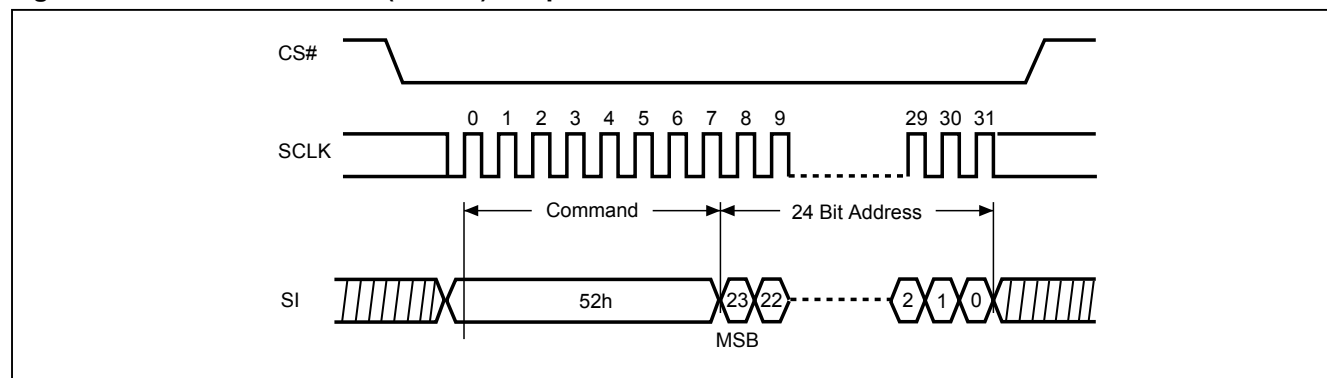 CS#
0 1 2 3 4 5 6 7 8 9 29 30 31
SCLK
Command 24 Bit Address
SI 52h 23 22 2 1 0
MSB